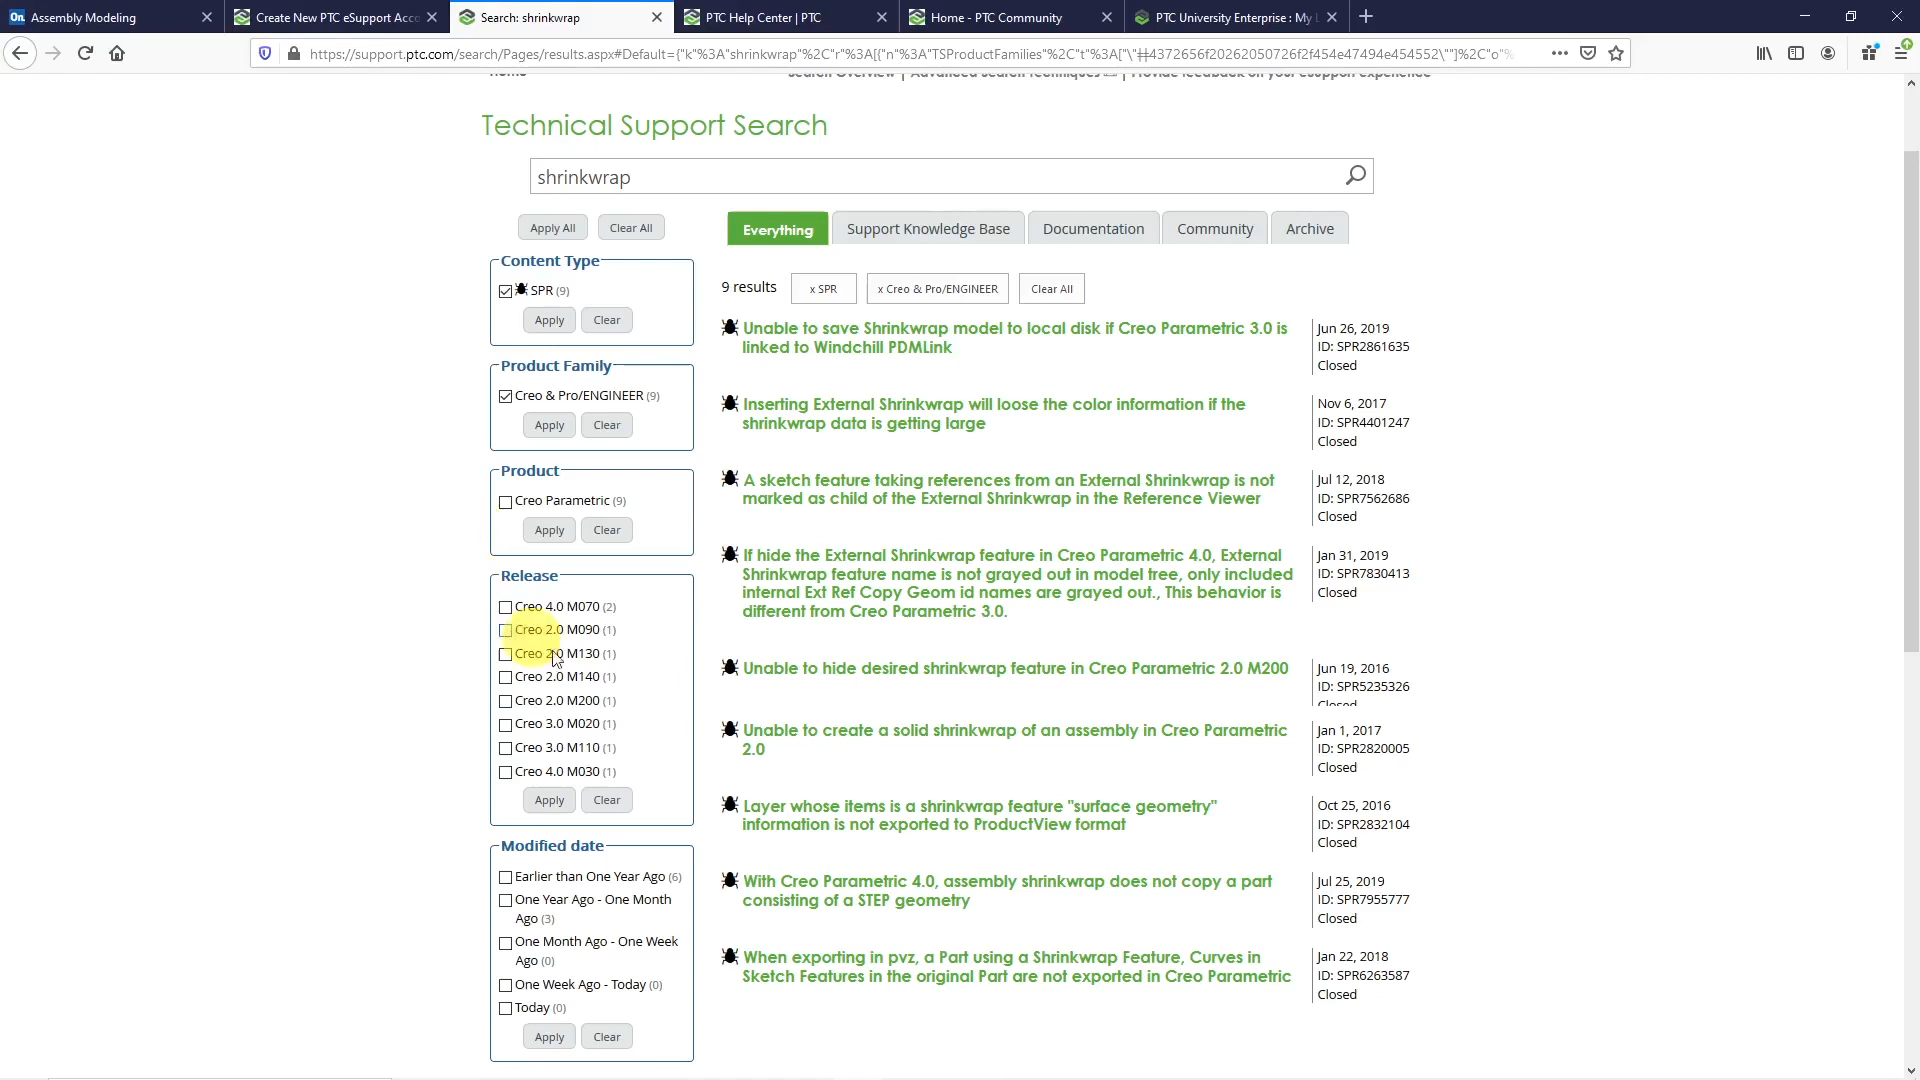 Assembly Modeling
Create New PTC eSupport Acco
Search: shrinkwrap
PTC Help Center | PTC
Home - PTC Community
PTC University Enterprise : My L
https://support.ptc.com/search/Pages/results.aspx#Default={"k"%3A"shrinkwrap"%2C"r"%3A[{"n"%3A"TSProductFamilies"%2C"t"%3A["\"ǂǂ4372656f20262050726f2f454e47494e454552\""]%2C"o"%
Home
Search Overview | Advanced Search Techniques | Provide feedback on your eSupport experience
Technical Support Search
shrinkwrap
Apply All
Clear All
Everything
Support Knowledge Base
Documentation
Community
Archive
Content Type
SPR (9)
Apply
Clear
Product Family
Creo & Pro/ENGINEER (9)
Apply
Clear
Product
Creo Parametric (9)
Apply
Clear
Release
Creo 4.0 M070 (2)
Creo 2.0 M090 (1)
Creo 2.0 M130 (1)
Creo 2.0 M140 (1)
Creo 2.0 M200 (1)
Creo 3.0 M020 (1)
Creo 3.0 M110 (1)
Creo 4.0 M030 (1)
Apply
Clear
Modified date
Earlier than One Year Ago (6)
One Year Ago - One Month
Ago (3)
One Month Ago - One Week
Ago (0)
One Week Ago - Today (0)
Today (0)
Apply
Clear
9 results
x SPR
x Creo & Pro/ENGINEER
Clear All
Unable to save Shrinkwrap model to local disk if Creo Parametric 3.0 is
linked to Windchill PDMLink
Jun 26, 2019
ID: SPR2861635
Closed
Inserting External Shrinkwrap will loose the color information if the
shrinkwrap data is getting large
Nov 6, 2017
ID: SPR4401247
Closed
A sketch feature taking references from an External Shrinkwrap is not
marked as child of the External Shrinkwrap in the Reference Viewer
Jul 12, 2018
ID: SPR7562686
Closed
If hide the External Shrinkwrap feature in Creo Parametric 4.0, External
Shrinkwrap feature name is not grayed out in model tree, only included
internal Ext Ref Copy Geom id names are grayed out., This behavior is
different from Creo Parametric 3.0.
Jan 31, 2019
ID: SPR7830413
Closed
Unable to hide desired shrinkwrap feature in Creo Parametric 2.0 M200
Jun 19, 2016
ID: SPR5235326
Closed
Unable to create a solid shrinkwrap of an assembly in Creo Parametric
2.0
Jan 1, 2017
ID: SPR2820005
Closed
Layer whose items is a shrinkwrap feature "surface geometry"
information is not exported to ProductView format
Oct 25, 2016
ID: SPR2832104
Closed
With Creo Parametric 4.0, assembly shrinkwrap does not copy a part
consisting of a STEP geometry
Jul 25, 2019
ID: SPR7955777
Closed
When exporting in pvz, a Part using a Shrinkwrap Feature, Curves in
Sketch Features in the original Part are not exported in Creo Parametric
Jan 22, 2018
ID: SPR6263587
Closed